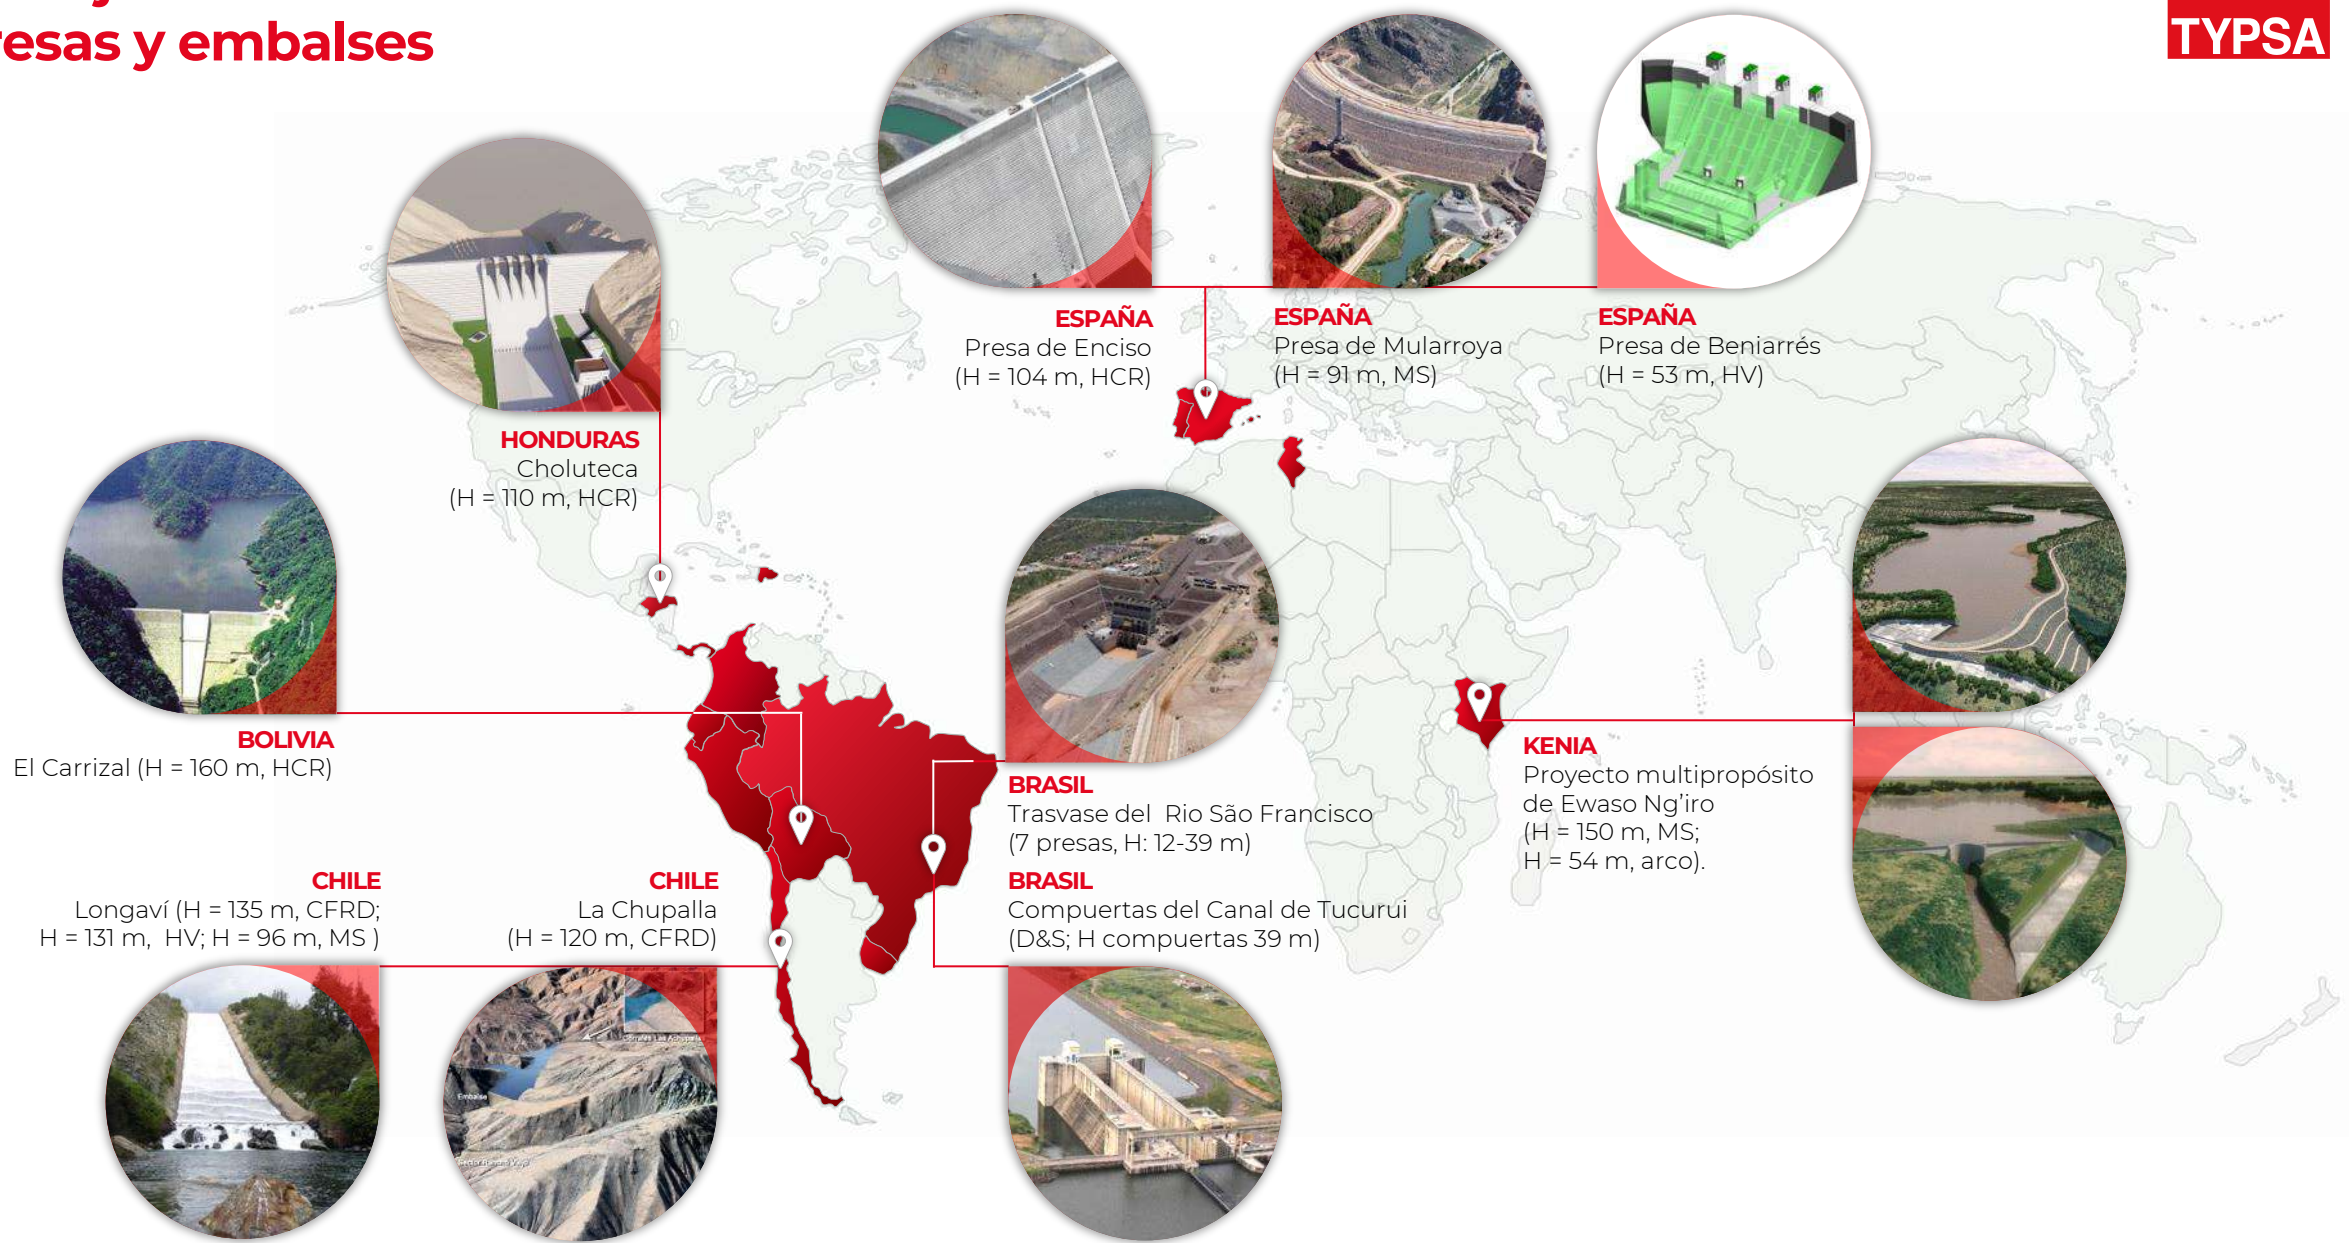 esas y embalses
TYPSA
ESPAÑA
Presa de Enciso
(H = 104 m, HCR)
ESPAÑA
Presa de Mularroya
(H = 91 m, MS)
ESPAÑA
Presa de Beniarrés
(H = 53 m, HV)
HONDURAS
Choluteca
(H = 110 m, HCR)
BOLIVIA
El Carrizal (H = 160 m, HCR)
BRASIL
Trasvase del Rio São Francisco
(7 presas, H: 12-39 m)
BRASIL
Compuertas del Canal de Tucurui
(D&S; H compuertas 39 m)
KENIA
Proyecto multipropósito
de Ewaso Ng'iro
(H = 150 m, MS;
H = 54 m, arco).
CHILE
Longaví (H = 135 m, CFRD;
H = 131 m, HV; H = 96 m, MS )
CHILE
La Chupalla
(H = 120 m, CFRD)
Embalse